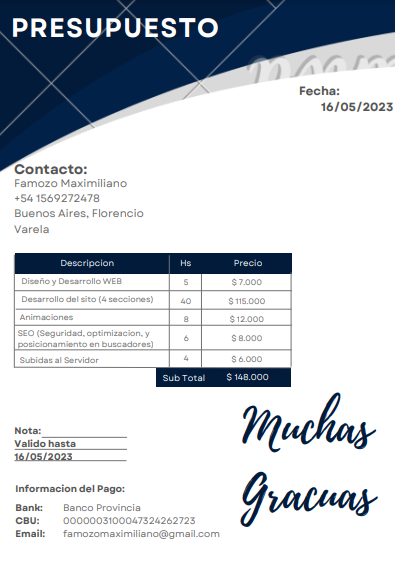 PRESUPUESTO
Fecha:
16/05/2023
Contacto:
Famozo Maximiliano
+54 1569272478
Buenos Aires, Florencio
Varela
Descripcion Hs Precio
Diseño y Desarrollo WEB 5 $ 7.000
Desarrollo del sito (4 secciones) 40 $ 115.000
Animaciones 8 $ 12.000
SEO (Seguridad, optimizacion, y
posicionamiento en buscadores) 6 $ 8.000
Subidas al Servidor 4 $ 6.000
Sub Total $ 148.000
Muchas
Gracuas
Nota:
Valido hasta
16/05/2023
Informacion del Pago:
Bank: Banco Provincia
CBU: 0000003100047324262723
Email: famozomaximiliano@gmail.com